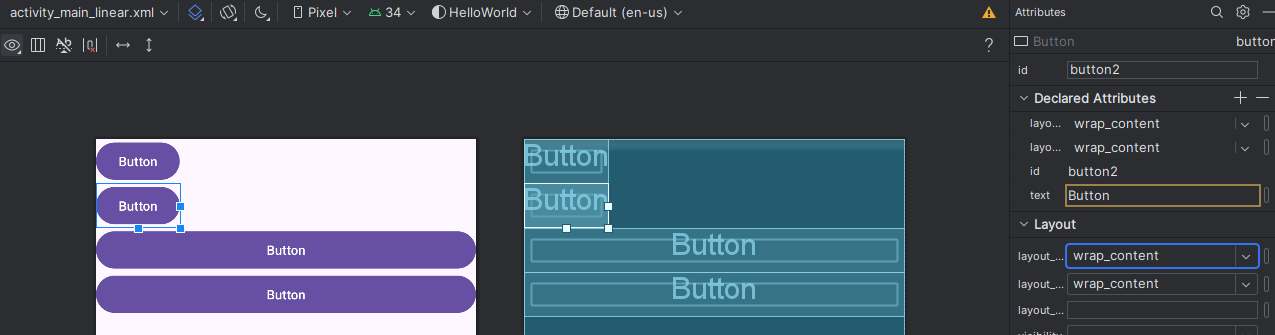 activity_main_linear.xml Pixel 34 HelloWorld Default (en-us) Attributes
Button button
?
id button2
Declared Attributes
layo... wrap_content
layo... wrap_content
id button2
text Button
Layout
layout_... wrap_content
layout_... wrap_content
layout_...
Button
Button
Button
Button
Button
Button
Button
Button